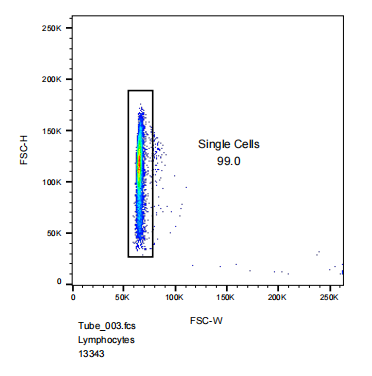 250K
200K
150K
100K
50K
0
FSC-H
Single Cells
99.0
0
50K
100K
150K
200K
250K
FSC-W
Tube_003.fcs
Lymphocytes
13343